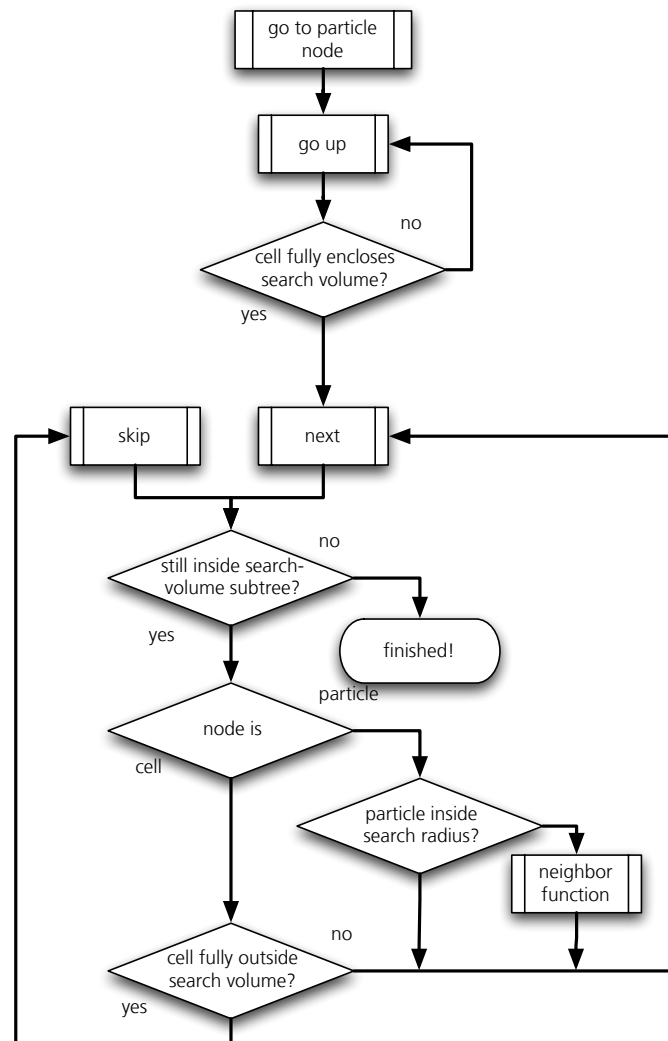 go to particle
node
go up
no
cell fully encloses
search volume?
yes
skip
next
no
still inside search-
volume subtree?
yes
finished!
particle
node is
cell
particle inside
search radius?
neighbor
function
no
cell fully outside
search volume?
yes